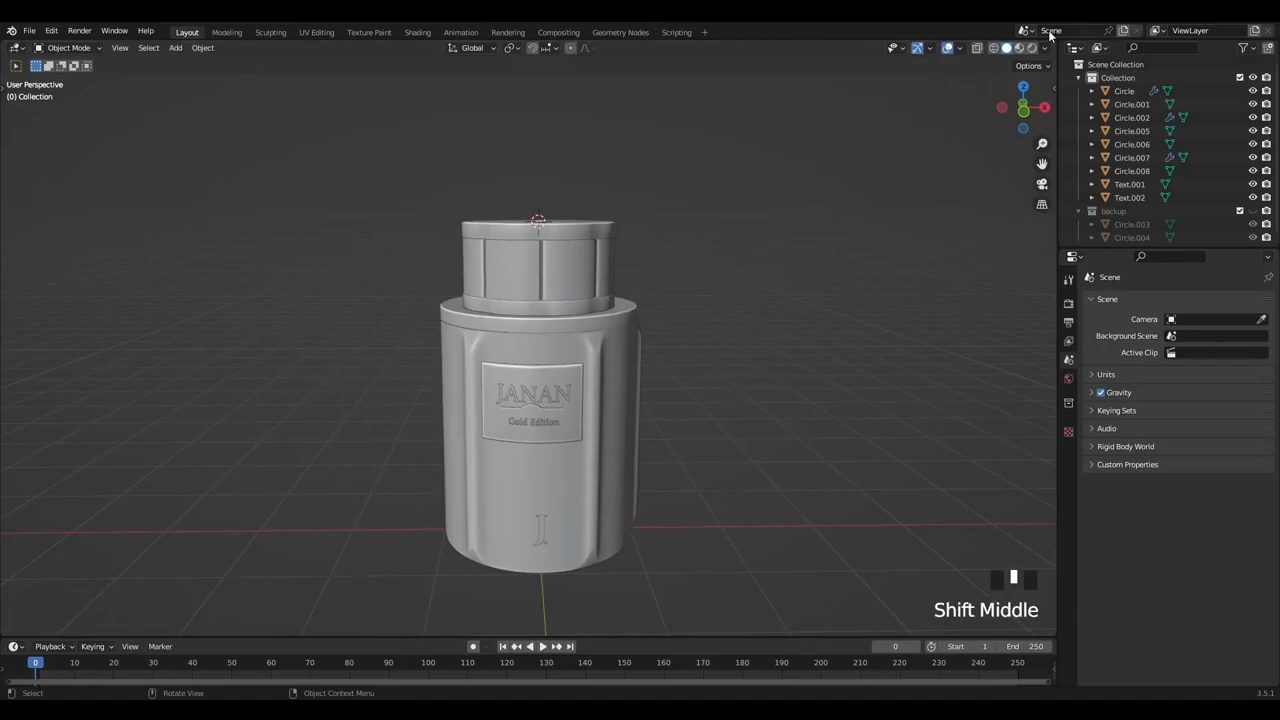 File Edit Render Window Help Layout Modeling Sculpting UV Editing Texture Paint Shading Animation Rendering Compositing Geometry Nodes Scripting + Scene ViewLayer
Object Mode View Select Add Object Global
Options
User Perspective
(0) Collection
Z
X
JANAN
Gold Edition
J
Shift Middle
Scene Collection
Collection
Circle
Circle.001
Circle.002
Circle.005
Circle.006
Circle.007
Circle.008
Text.001
Text.002
backup
Circle.003
Circle.004
Scene
Scene
Camera
Background Scene
Active Clip
Units
Gravity
Keying Sets
Audio
Rigid Body World
Custom Properties
Playback Keying View Marker 0 Start 1 End 250
0 10 20 30 40 50 60 70 80 90 100 110 120 130 140 150 160 170 180 190 200 210 220 230 240 250
Select Rotate View Object Context Menu 3.5.1